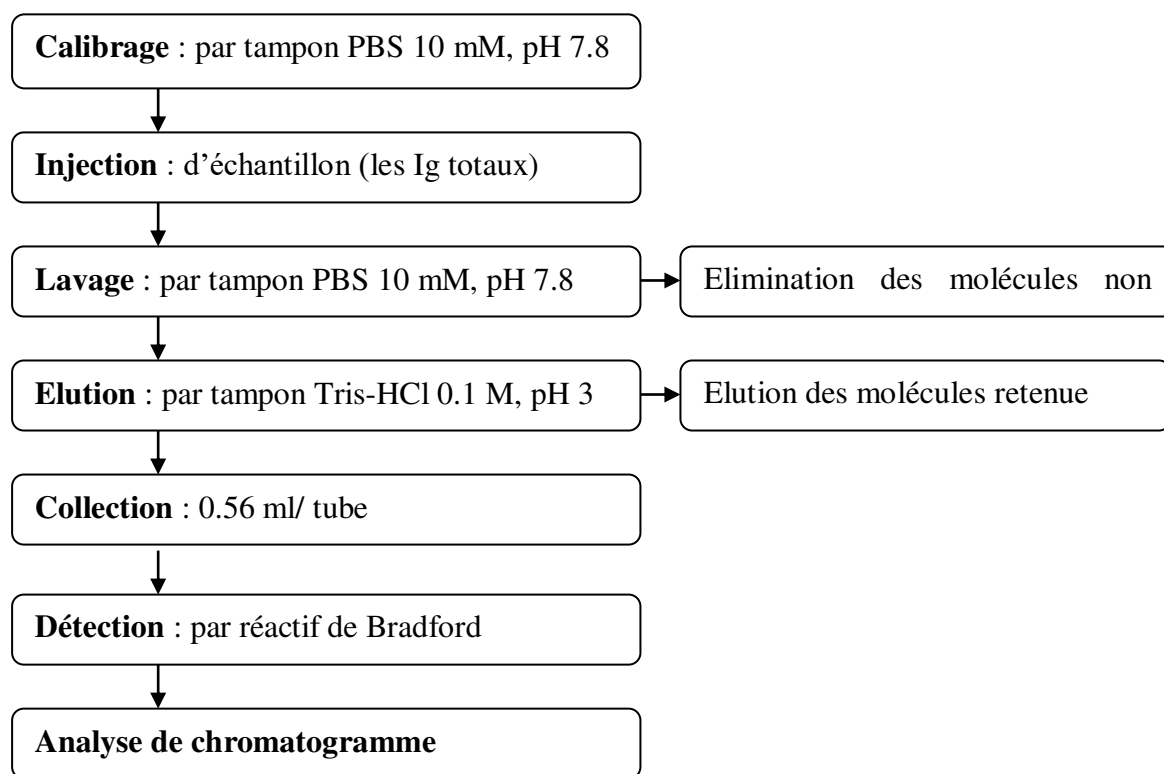 Calibrage : par tampon PBS 10 mM, pH 7.8
Injection : d’échantillon (les Ig totaux)
Lavage : par tampon PBS 10 mM, pH 7.8
Elimination des molécules non
Elution : par tampon Tris-HCl 0.1 M, pH 3
Elution des molécules retenue
Collection : 0.56 ml/ tube
Détection : par réactif de Bradford
Analyse de chromatogramme